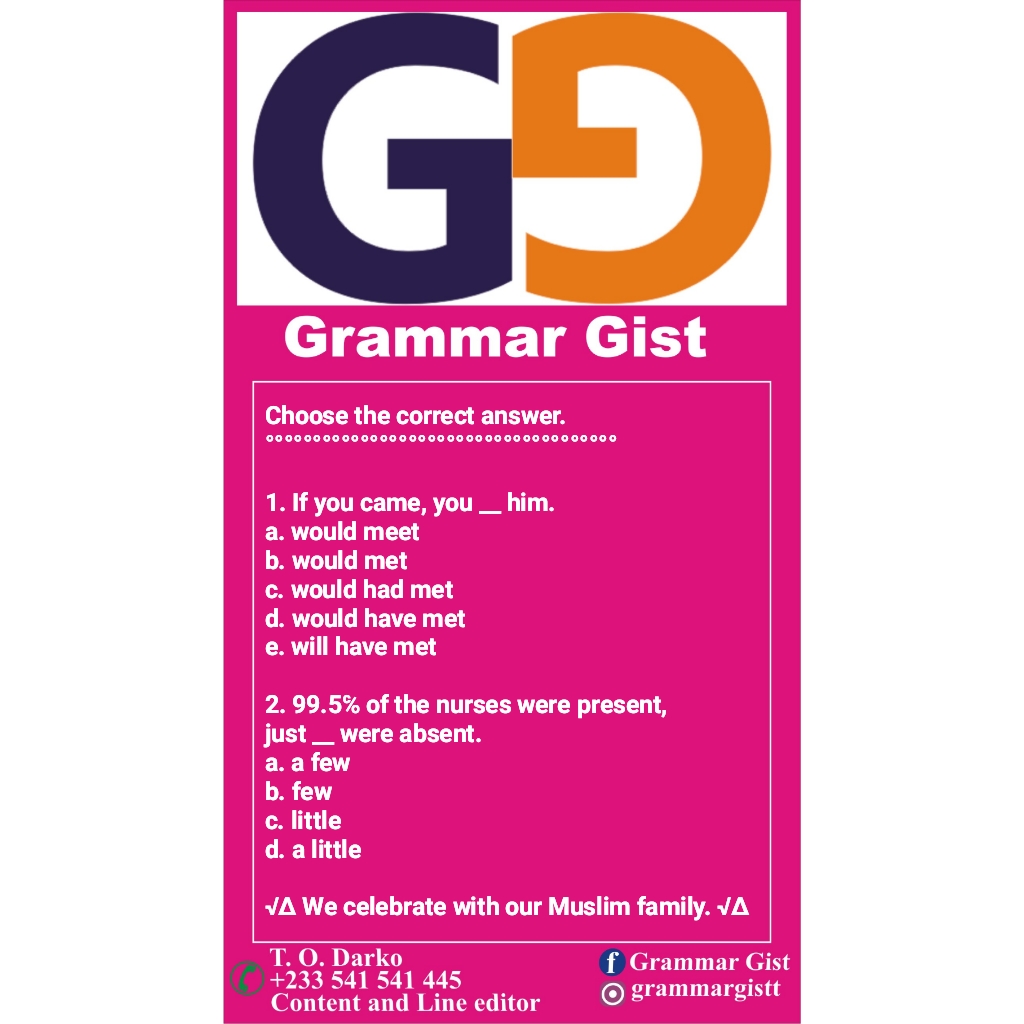 GG
Grammar Gist
Choose the correct answer.
°°°°°°°°°°°°°°°°°°°°°°°°°°°°°°°°°°°°°
1. If you came, you __ him.
a. would meet
b. would met
c. would had met
d. would have met
e. will have met
2. 99.5℅ of the nurses were present,
just __ were absent.
a. a few
b. few
c. little
d. a little
√∆ We celebrate with our Muslim family. √∆
T. O. Darko
+233 541 541 445
Content and Line editor
f Grammar Gist
grammargistt